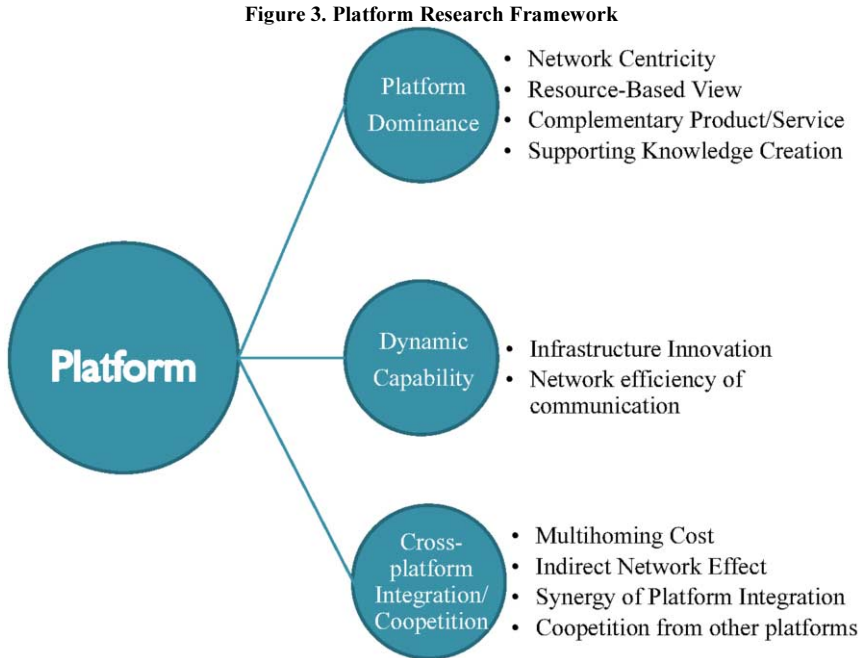 Figure 3. Platform Research Framework
Platform
Platform
Dominance
• Network Centricity
• Resource-Based View
• Complementary Product/Service
• Supporting Knowledge Creation
Dynamic
Capability
• Infrastructure Innovation
• Network efficiency of
communication
Cross-
platform
Integration/
Coopetition
• Multihoming Cost
• Indirect Network Effect
• Synergy of Platform Integration
• Coopetition from other platforms